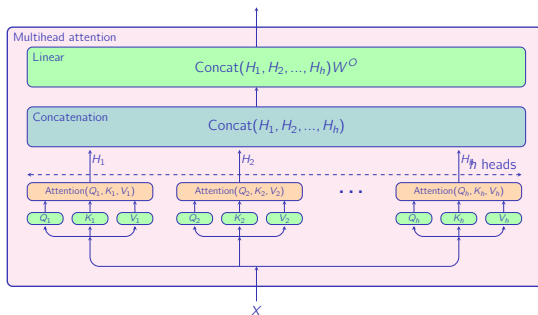 Multihead attention
Linear
Concat(H₁, H₂, ..., Hₕ)W^O
Concatenation
Concat(H₁, H₂, ..., Hₕ)
H₁ H₂ Hₕ
h heads
Attention(Q₁, K₁, V₁) Attention(Q₂, K₂, V₂) ... Attention(Qₕ, Kₕ, Vₕ)
Q₁ K₁ V₁ Q₂ K₂ V₂ Qₕ Kₕ Vₕ
X